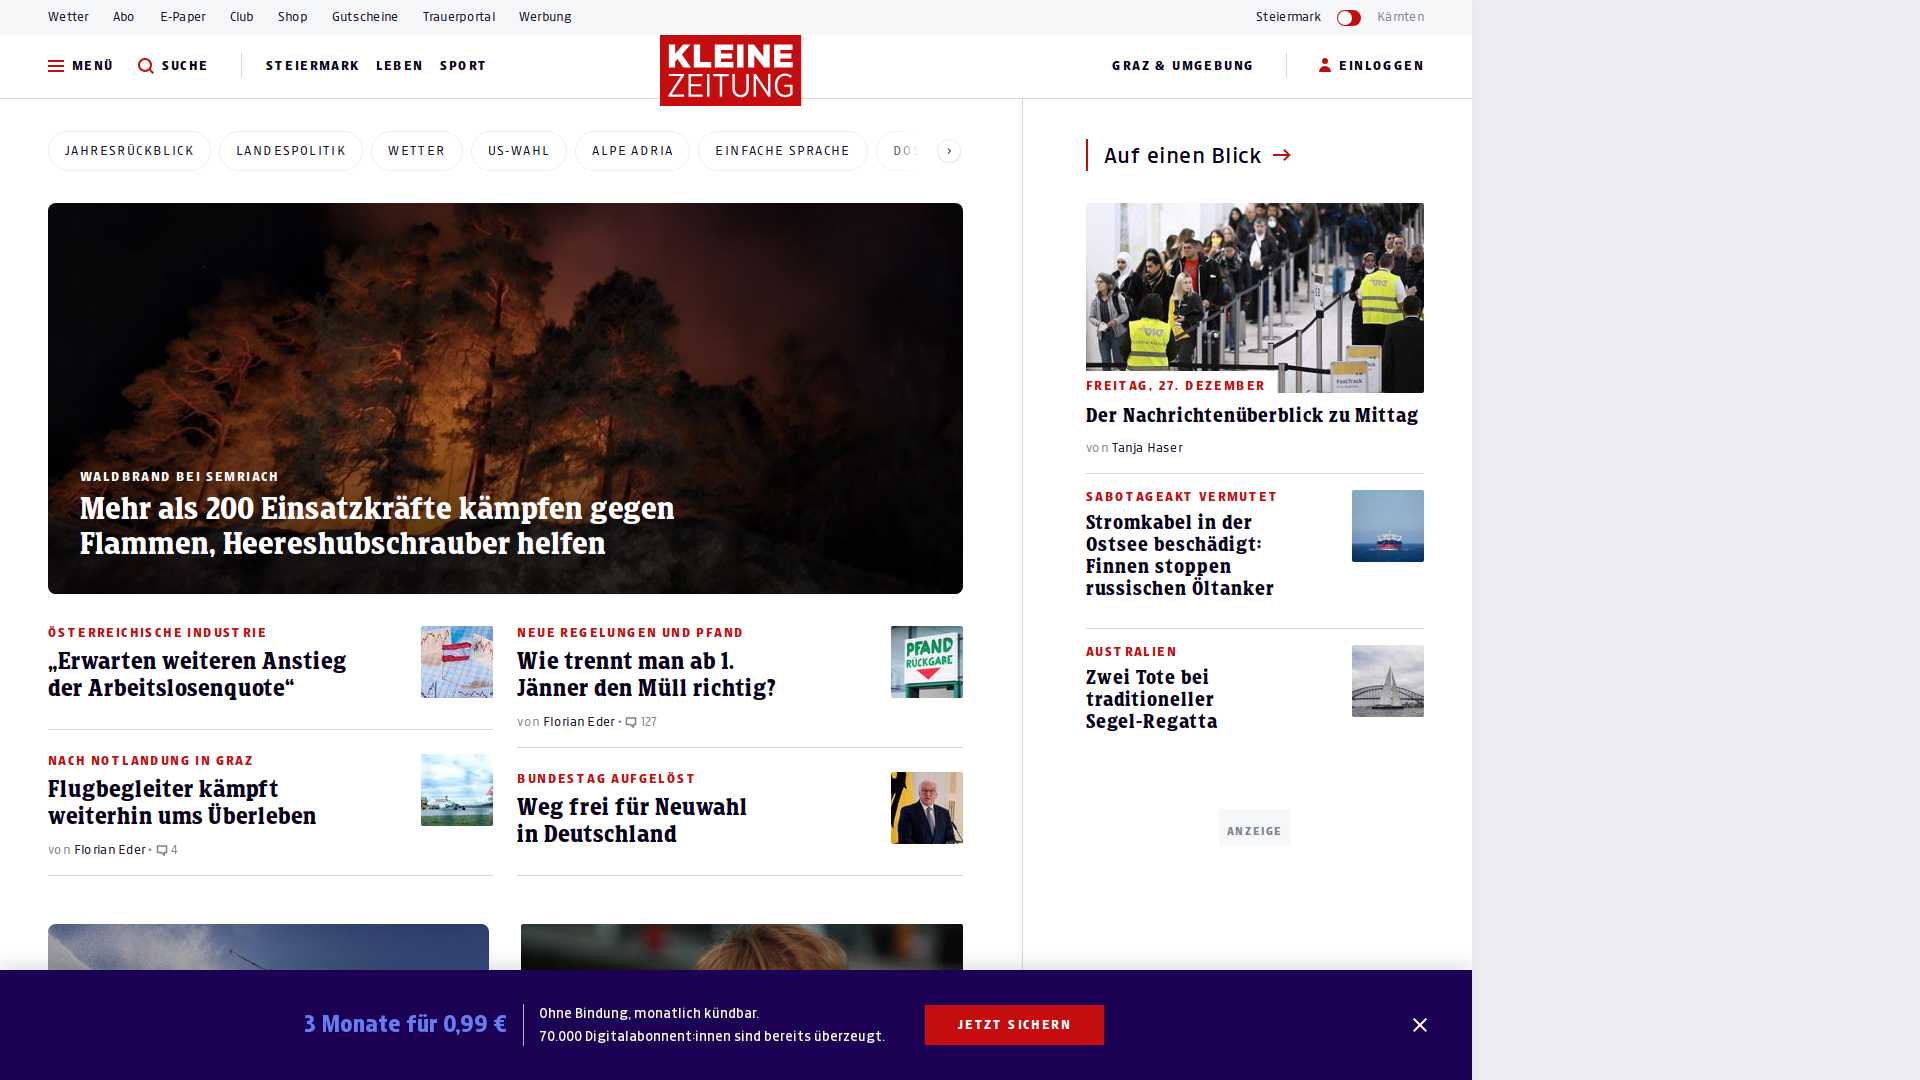 Wetter Abo E-Paper Club Shop Gutscheine Trauerportal Werbung Steiermark Kärnten
MENÜ SUCHE STEIERMARK LEBEN SPORT KLEINE ZEITUNG GRAZ & UMGEBUNG EINLOGGEN
JAHRESRÜCKBLICK LANDESPOLITIK WETTER US-WAHL ALPE ADRIA EINFACHE SPRACHE
WALDBRAND BEI SEMRIACH
Mehr als 200 Einsatzkräfte kämpfen gegen
Flammen, Heereshubschrauber helfen
ÖSTERREICHISCHE INDUSTRIE
„Erwarten weiteren Anstieg
der Arbeitslosenquote“
NACH NOTLANDUNG IN GRAZ
Flugbegleiter kämpft
weiterhin ums Überleben
von Florian Eder • 4
NEUE REGELUNGEN UND PFAND
Wie trennt man ab 1.
Jänner den Müll richtig?
von Florian Eder • 127
PFAND
RÜCKGABE
BUNDESTAG AUFGELÖST
Weg frei für Neuwahl
in Deutschland
Auf einen Blick
FREITAG, 27. DEZEMBER
Der Nachrichtenüberblick zu Mittag
von Tanja Haser
SABOTAGEAKT VERMUTET
Stromkabel in der
Ostsee beschädigt:
Finnen stoppen
russischen Öltanker
AUSTRALIEN
Zwei Tote bei
traditioneller
Segel-Regatta
ANZEIGE
3 Monate für 0,99 €
Ohne Bindung, monatlich kündbar.
70.000 Digitalabonnent:innen sind bereits überzeugt.
JETZT SICHERN